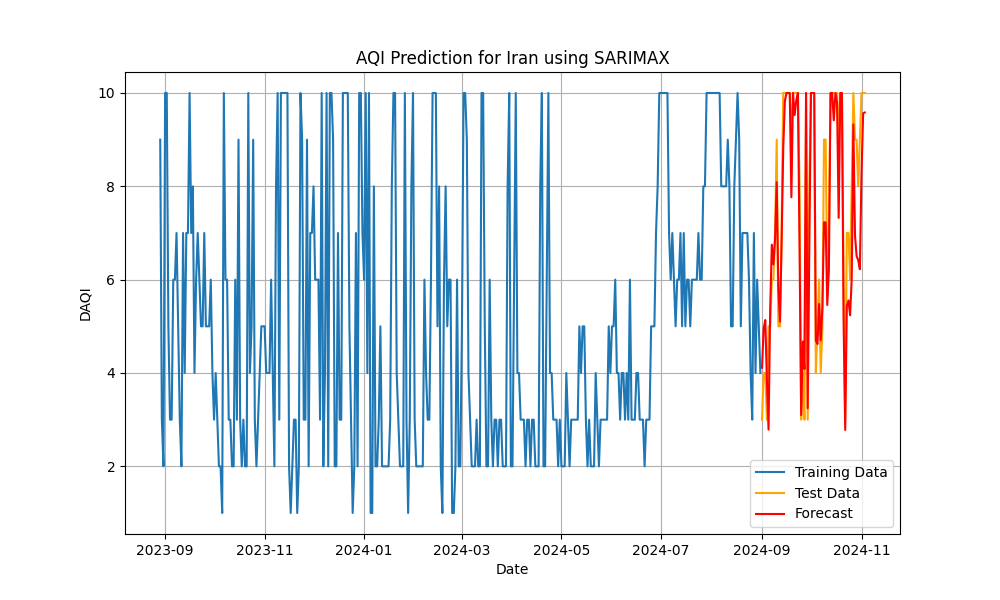 AQI Prediction for Iran using SARIMAX
10
8
6
4
2
DAQI
2023-09 2023-11 2024-01 2024-03 2024-05 2024-07 2024-09 2024-11
Date
Training Data
Test Data
Forecast